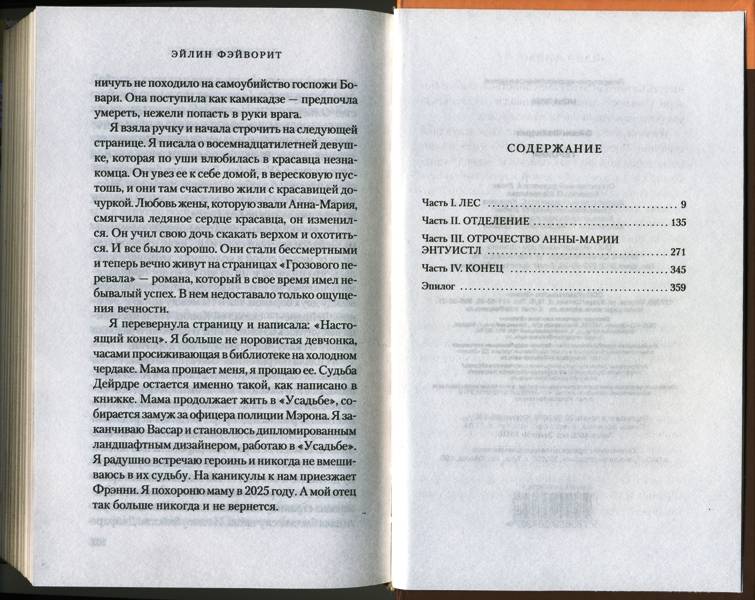 ЭЙЛИН ФЭЙВОРИТ
ничуть не походило на самоубийство госпожи Бо-
вари. Она поступила как камикадзе — предпочла
умереть, нежели попасть в руки врага.
Я взяла ручку и начала строчить на следующей
странице. Я писала о восемнадцатилетней девуш-
ке, которая по уши влюбилась в красавца незна-
комца. Он увез ее к себе домой, в вересковую пу-
стошь, и они там счастливо жили с красавицей до-
чуркой. Любовь жены, которую звали Анна-Мария,
смягчила ледяное сердце красавца, он изменил-
ся. Он учил свою дочь скакать верхом и охотить-
ся. И все было хорошо. Они стали бессмертными
и теперь вечно живут на страницах «Грозового пе-
ревала» — романа, который в свое время имел не-
бывалый успех. В нем недоставало только ощуще-
ния вечности.
Я перевернула страницу и написала: «Насто-
ящий конец». Я больше не норовистая девчонка,
часами просиживающая в библиотеке на холодном
чердаке. Мама прощает меня, я прощаю ее. Судьба
Дейрдре остается именно такой, как написано в
книжке. Мама продолжает жить в «Усадьбе», со-
бирается замуж за офицера полиции Мэрона. Я за-
канчиваю Вассар и становлюсь дипломированным
ландшафтным дизайнером, работаю в «Усадьбе».
Я радушно встречаю героинь и никогда не вмеши-
ваюсь в их судьбу. На каникулы к нам приезжает
Фрэнни. Я похороню маму в 2025 году. А мой отец
так больше никогда и не вернется.
СОДЕРЖАНИЕ
Часть I. ЛЕС 9
Часть II. ОТДЕЛЕНИЕ 135
Часть III. ОТРОЧЕСТВО АННЫ-МАРИИ
ЭНТУИСТЛ 271
Часть IV. КОНЕЦ 345
Эпилог 359